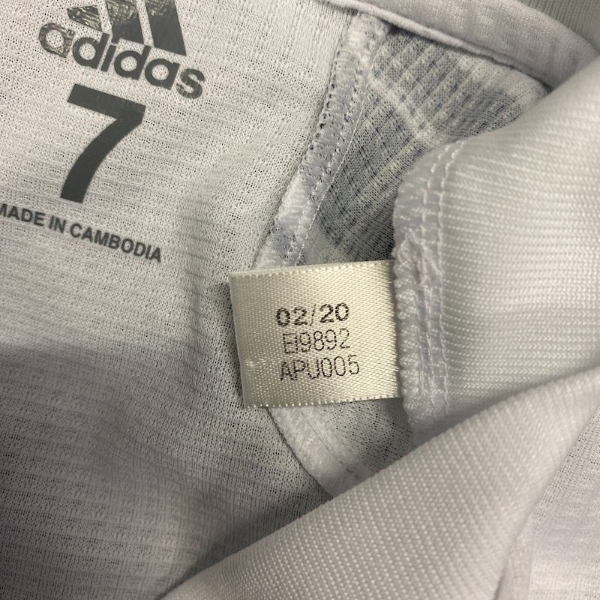 adidas
7
MADE IN CAMBODIA
02/20
EI9892
APU005